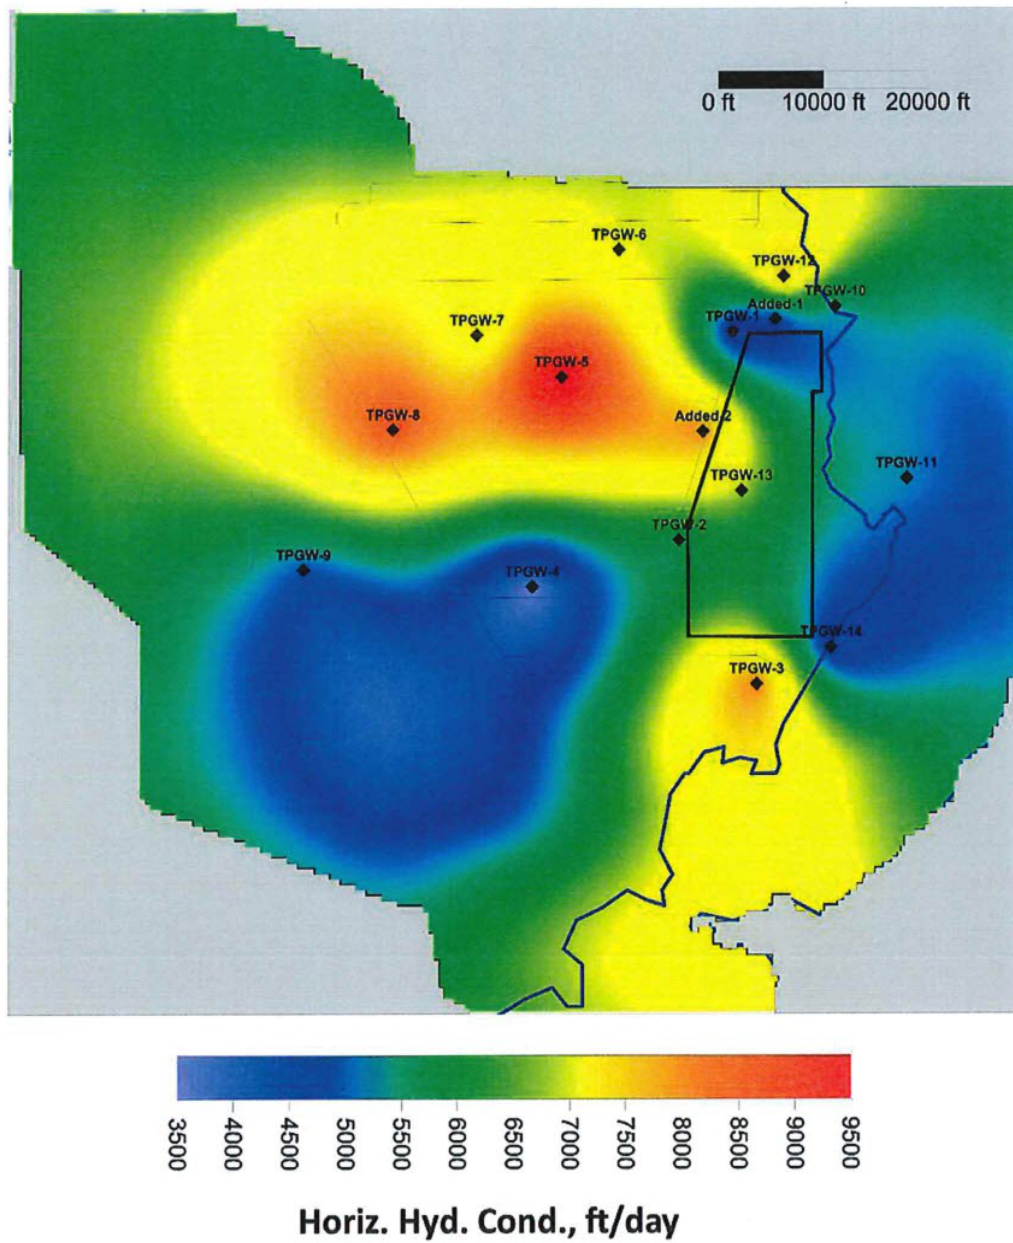 0 ft 10000 ft 20000 ft
TPGW-6
TPGW-12
TPGW-10
Added-1
TPGW-1
TPGW-7
TPGW-5
TPGW-8
Added-2
TPGW-11
TPGW-13
TPGW-2
TPGW-9
TPGW-4
TPGW-14
TPGW-3
3500 4000 4500 5000 5500 6000 6500 7000 7500 8000 8500 9000 9500
Horiz. Hyd. Cond., ft/day